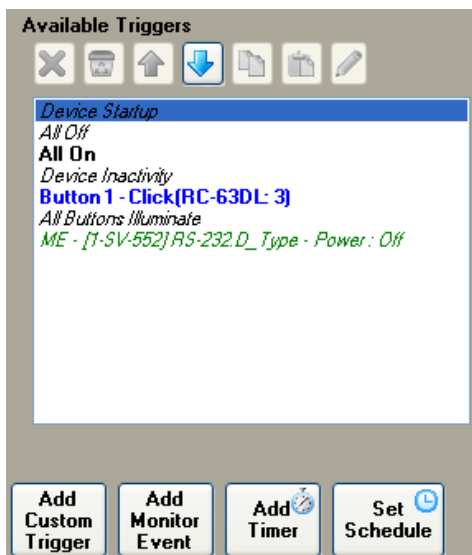 Available Triggers
Device Startup
All Off
All On
Device Inactivity
Button 1 - Click(RC-63DL: 3)
All Buttons Illuminate
ME - [1-SV-552] RS-232.D_Type - Power : Off
Add Custom Trigger
Add Monitor Event
Add Timer
Set Schedule